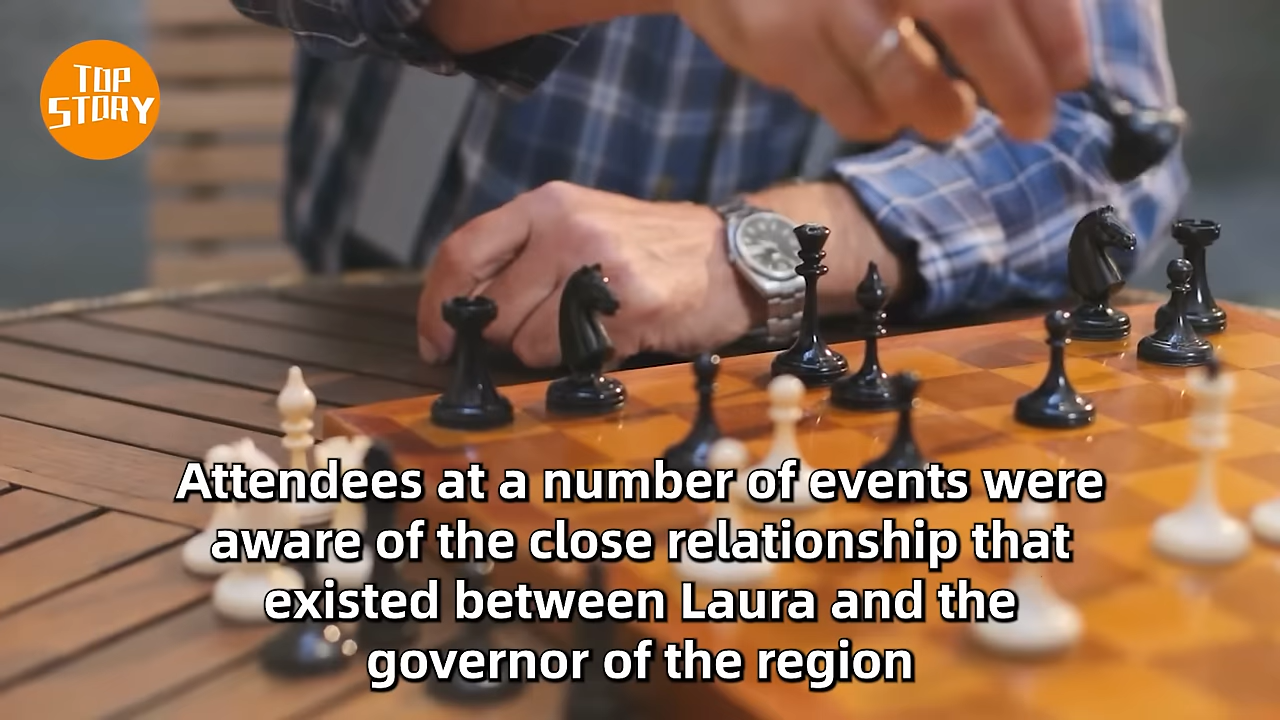 TOP
STORY
Attendees at a number of events were
aware of the close relationship that
existed between Laura and the
governor of the region